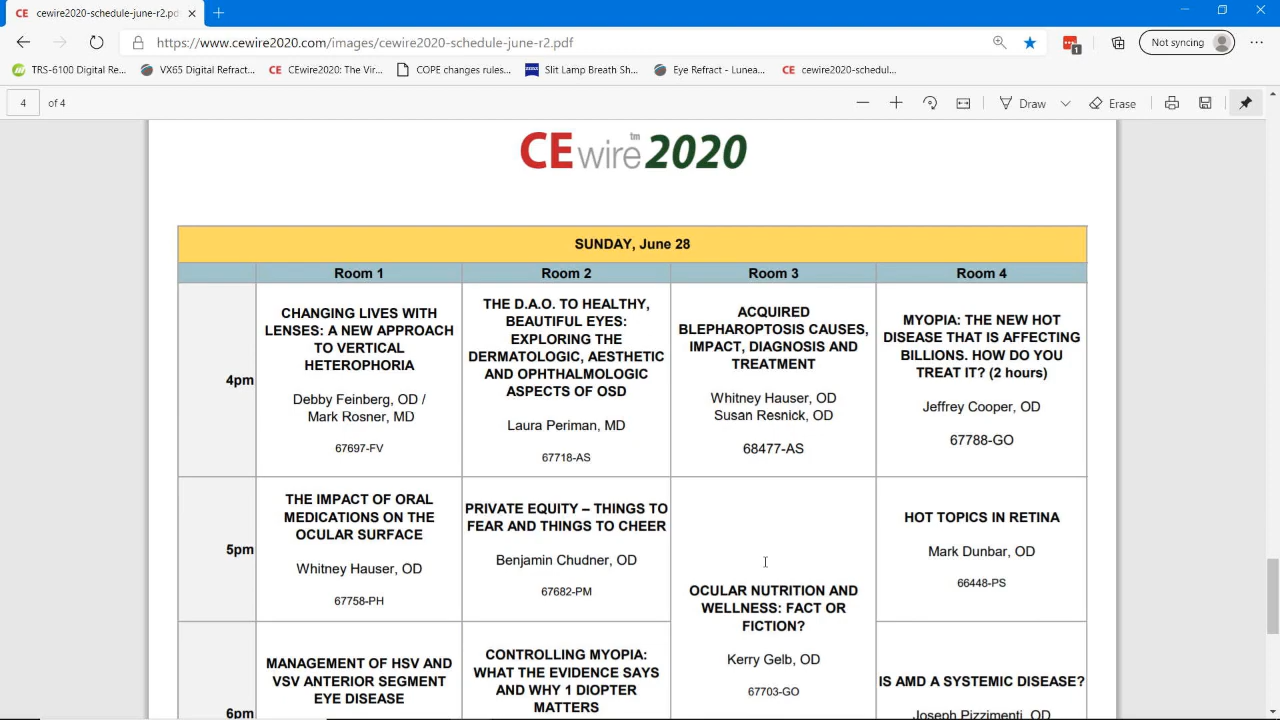 CE cewire2020-schedule-june-r2.pd
https://www.cewire2020.com/images/cewire2020-schedule-june-r2.pdf
1
Not syncing
TRS-6100 Digital Re...
VX65 Digital Refract...
CE CEwire2020: The Vir...
COPE changes rules...
Slit Lamp Breath Sh...
Eye Refract - Lunea...
CE cewire2020-schedul...
4 of 4
Draw
Erase
CEwire™2020
SUNDAY, June 28
Room 1
Room 2
Room 3
Room 4
4pm
CHANGING LIVES WITH
LENSES: A NEW APPROACH
TO VERTICAL
HETEROPHORIA
Debby Feinberg, OD /
Mark Rosner, MD
67697-FV
THE D.A.O. TO HEALTHY,
BEAUTIFUL EYES:
EXPLORING THE
DERMATOLOGIC, AESTHETIC
AND OPHTHALMOLOGIC
ASPECTS OF OSD
Laura Periman, MD
67718-AS
ACQUIRED
BLEPHAROPTOSIS CAUSES,
IMPACT, DIAGNOSIS AND
TREATMENT
Whitney Hauser, OD
Susan Resnick, OD
68477-AS
MYOPIA: THE NEW HOT
DISEASE THAT IS AFFECTING
BILLIONS. HOW DO YOU
TREAT IT? (2 hours)
Jeffrey Cooper, OD
67788-GO
5pm
THE IMPACT OF ORAL
MEDICATIONS ON THE
OCULAR SURFACE
Whitney Hauser, OD
67758-PH
PRIVATE EQUITY – THINGS TO
FEAR AND THINGS TO CHEER
Benjamin Chudner, OD
67682-PM
OCULAR NUTRITION AND
WELLNESS: FACT OR
FICTION?
Kerry Gelb, OD
67703-GO
HOT TOPICS IN RETINA
Mark Dunbar, OD
66448-PS
6pm
MANAGEMENT OF HSV AND
VSV ANTERIOR SEGMENT
EYE DISEASE
CONTROLLING MYOPIA:
WHAT THE EVIDENCE SAYS
AND WHY 1 DIOPTER
MATTERS
IS AMD A SYSTEMIC DISEASE?
Joseph Pizzimenti, OD